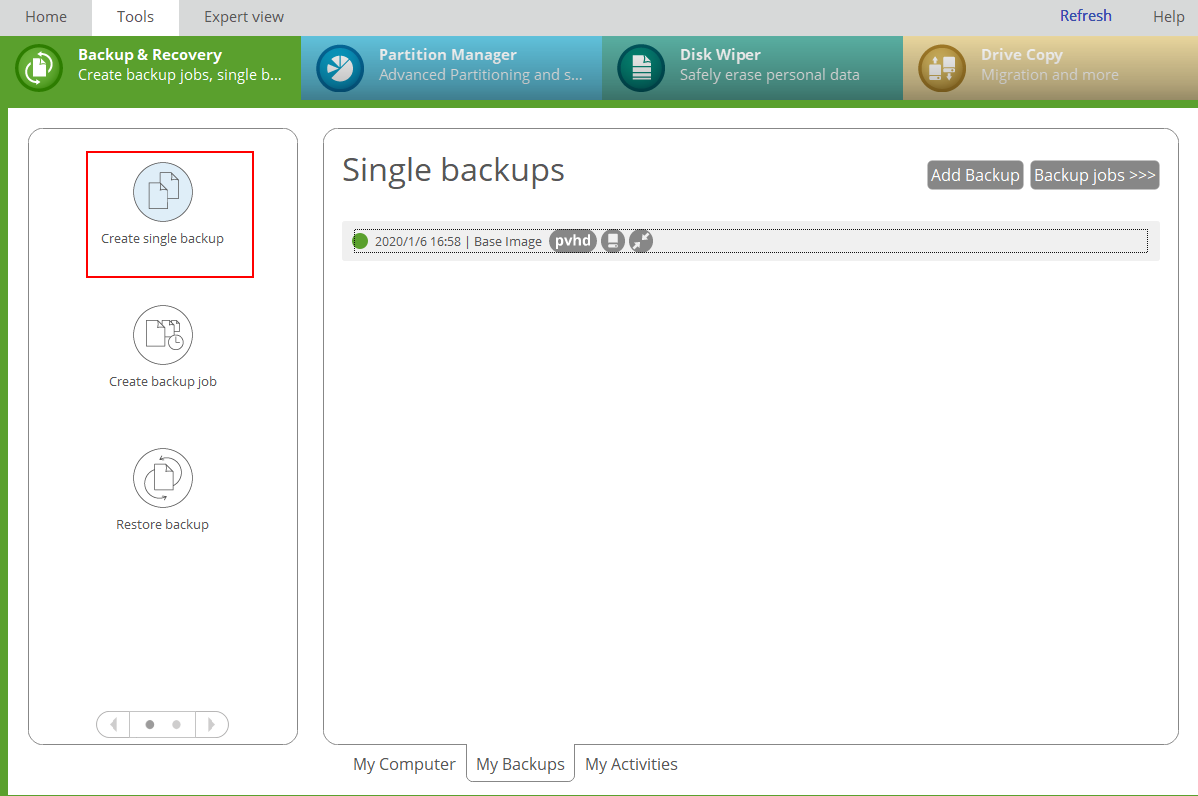 Home Tools Expert view Refresh Help
Backup & Recovery
Create backup jobs, single b...
Partition Manager
Advanced Partitioning and s...
Disk Wiper
Safely erase personal data
Drive Copy
Migration and more
Create single backup
Create backup job
Restore backup
Single backups
Add Backup Backup jobs >>>
2020/1/6 16:58 | Base Image pvhd
My Computer My Backups My Activities